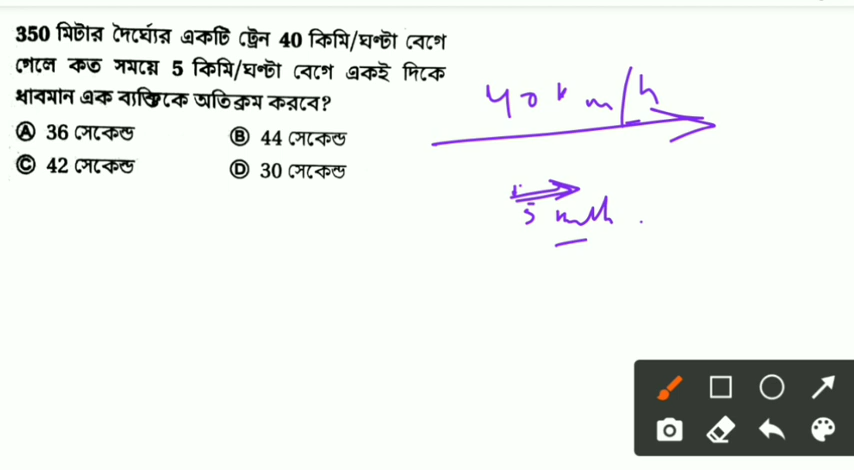 350 মিটার দৈর্ঘ্যের একটি ট্রেন 40 কিমি/ঘণ্টা বেগে
গেলে কত সময়ে 5 কিমি/ঘণ্টা বেগে একই দিকে
ধাবমান এক ব্যক্তিকে অতিক্রম করবে?
Ⓐ 36 সেকেন্ড Ⓑ 44 সেকেন্ড
Ⓒ 42 সেকেন্ড Ⓓ 30 সেকেন্ড
40 km/h
5